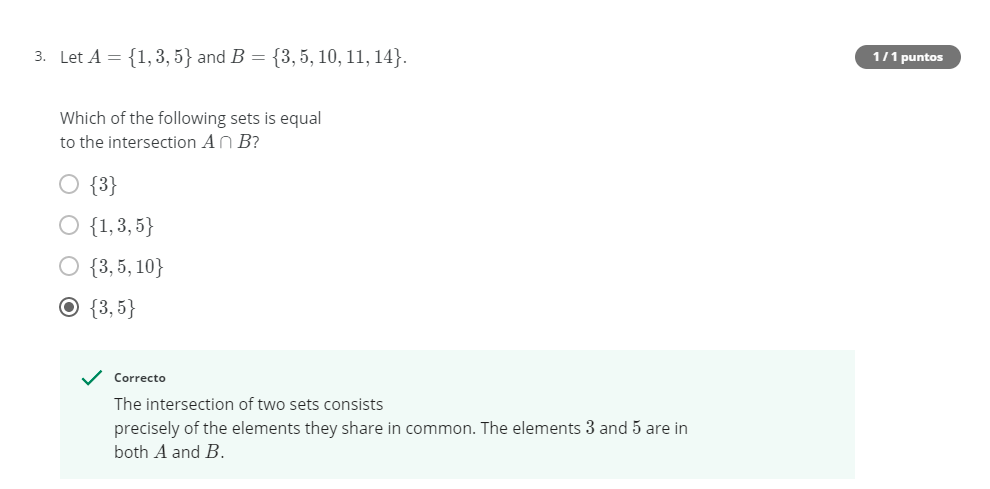 3. Let A = {1, 3, 5} and B = {3, 5, 10, 11, 14}.
1 / 1 puntos
Which of the following sets is equal
to the intersection A ∩ B?
{3}
{1, 3, 5}
{3, 5, 10}
{3, 5}
Correcto
The intersection of two sets consists
precisely of the elements they share in common. The elements 3 and 5 are in
both A and B.